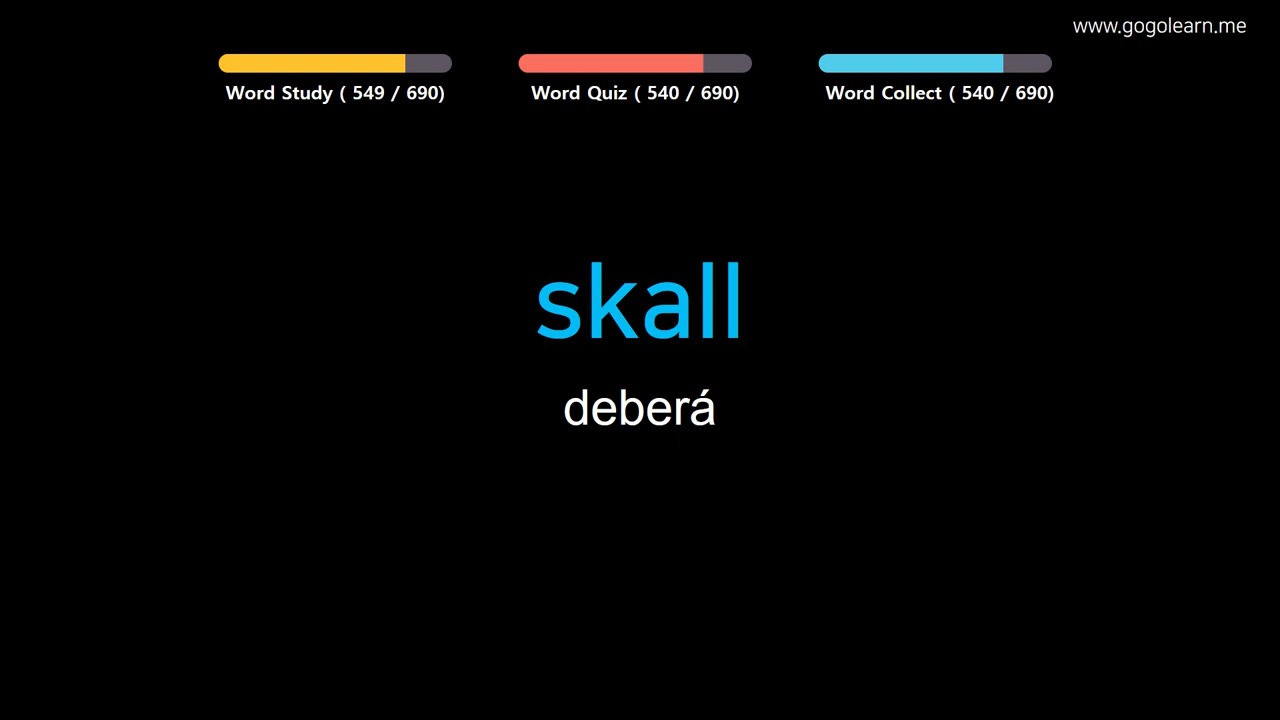 www.gogolearn.me
Word Study ( 549 / 690)
Word Quiz ( 540 / 690)
Word Collect ( 540 / 690)
skall
deberá